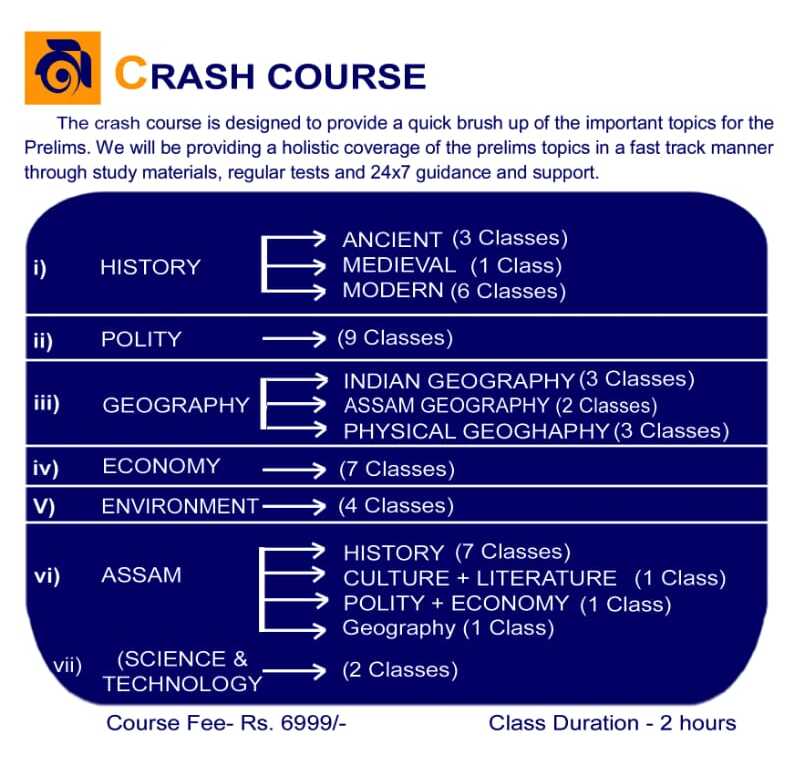 CRASH COURSE
The crash course is designed to provide a quick brush up of the important topics for the
Prelims. We will be providing a holistic coverage of the prelims topics in a fast track manner
through study materials, regular tests and 24x7 guidance and support.
i) HISTORY
ANCIENT (3 Classes)
MEDIEVAL (1 Class)
MODERN (6 Classes)
ii) POLITY (9 Classes)
iii) GEOGRAPHY
INDIAN GEOGRAPHY (3 Classes)
ASSAM GEOGRAPHY (2 Classes)
PHYSICAL GEOGHAPHY (3 Classes)
iv) ECONOMY (7 Classes)
V) ENVIRONMENT (4 Classes)
vi) ASSAM
HISTORY (7 Classes)
CULTURE + LITERATURE (1 Class)
POLITY + ECONOMY (1 Class)
Geography (1 Class)
vii) (SCIENCE &
TECHNOLOGY (2 Classes)
Course Fee- Rs. 6999/- Class Duration - 2 hours